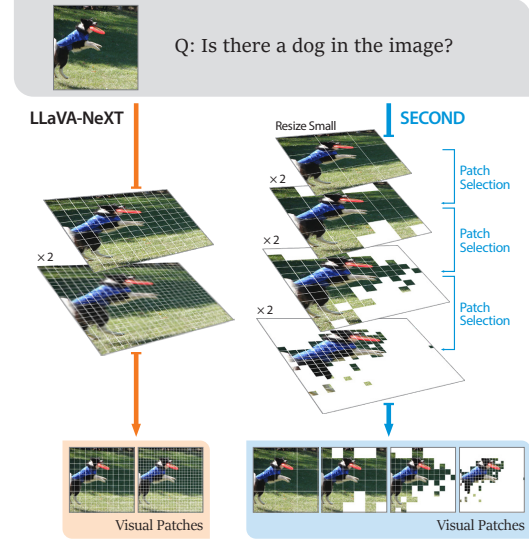 Q: Is there a dog in the image?
LLaVA-NeXT
SECOND
Resize Small
Patch
Selection
× 2
× 2
Patch
Selection
× 2
Patch
Selection
× 2
Visual Patches
Visual Patches